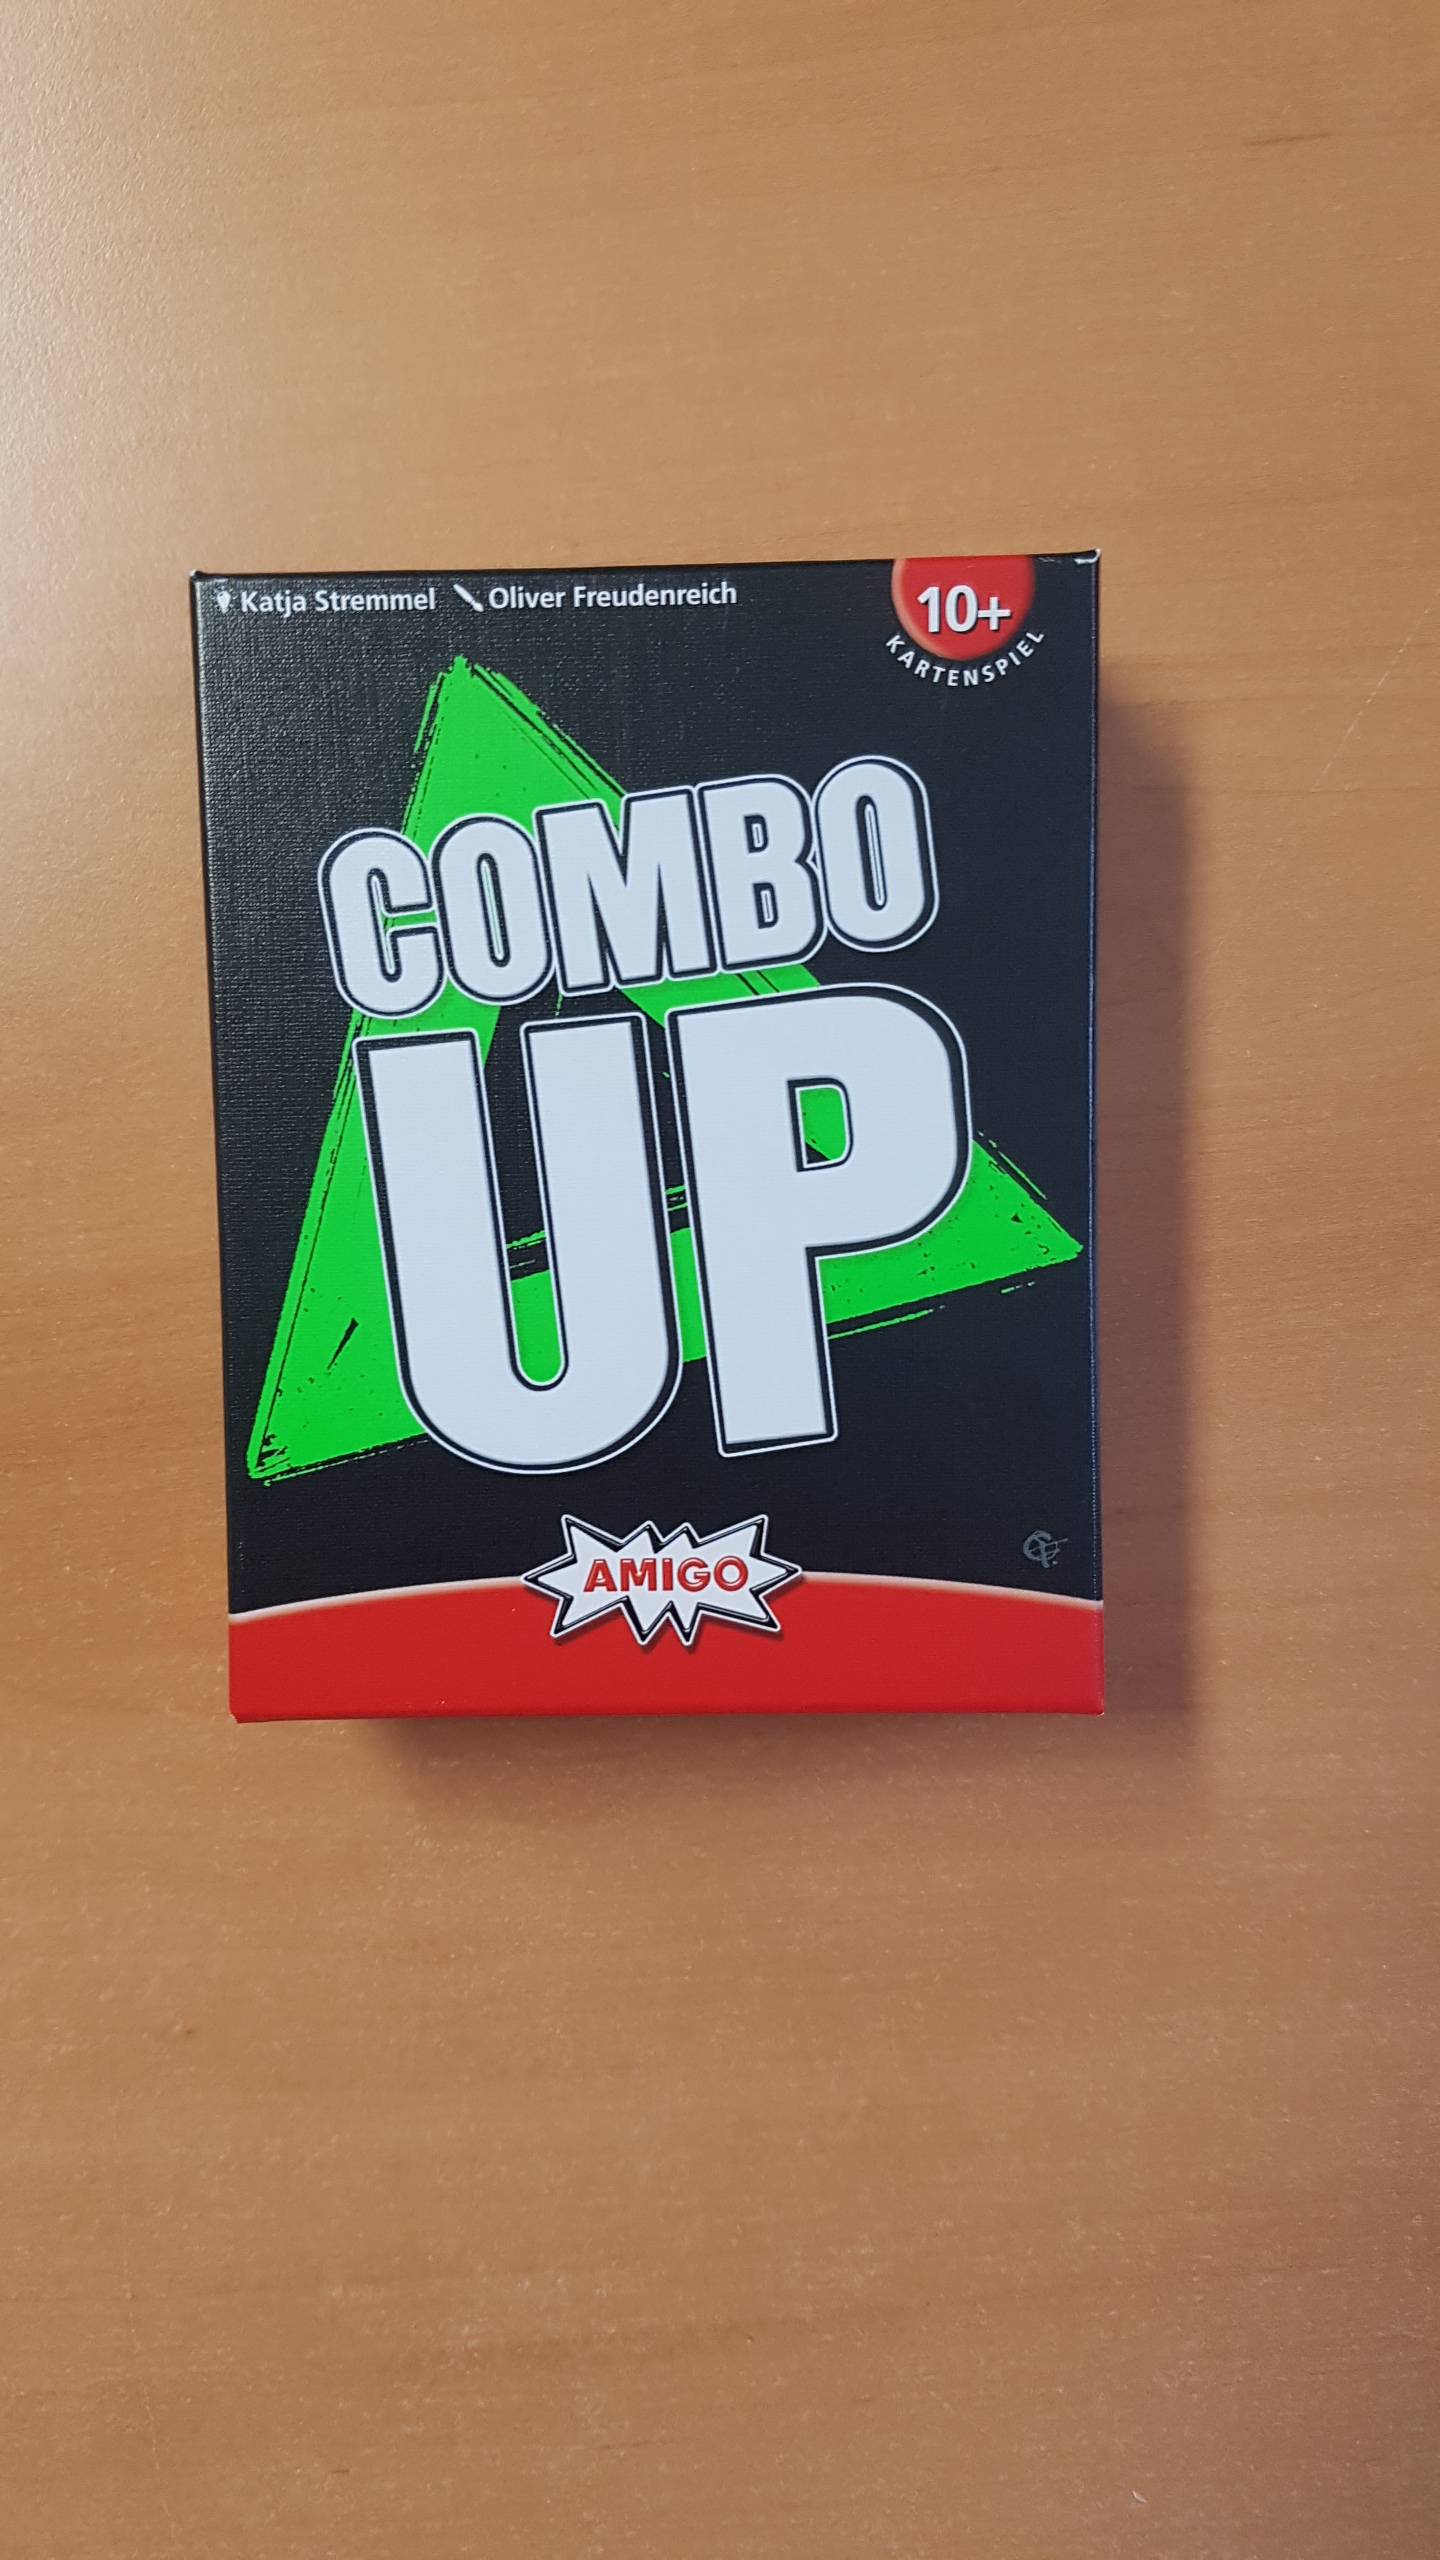 Katja Stremmel Oliver Freudenreich
10+
KARTENSPIEL
COMBO
UP
AMIGO